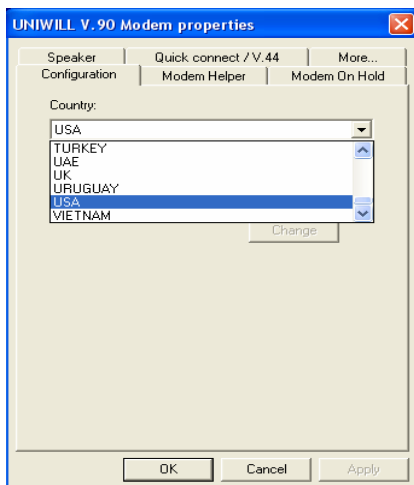 UNIWILL V.90 Modem properties
Speaker Quick connect / V.44 More...
Configuration Modem Helper Modem On Hold
Country:
USA
TURKEY
UAE
UK
URUGUAY
USA
VIETNAM
Change
OK Cancel Apply